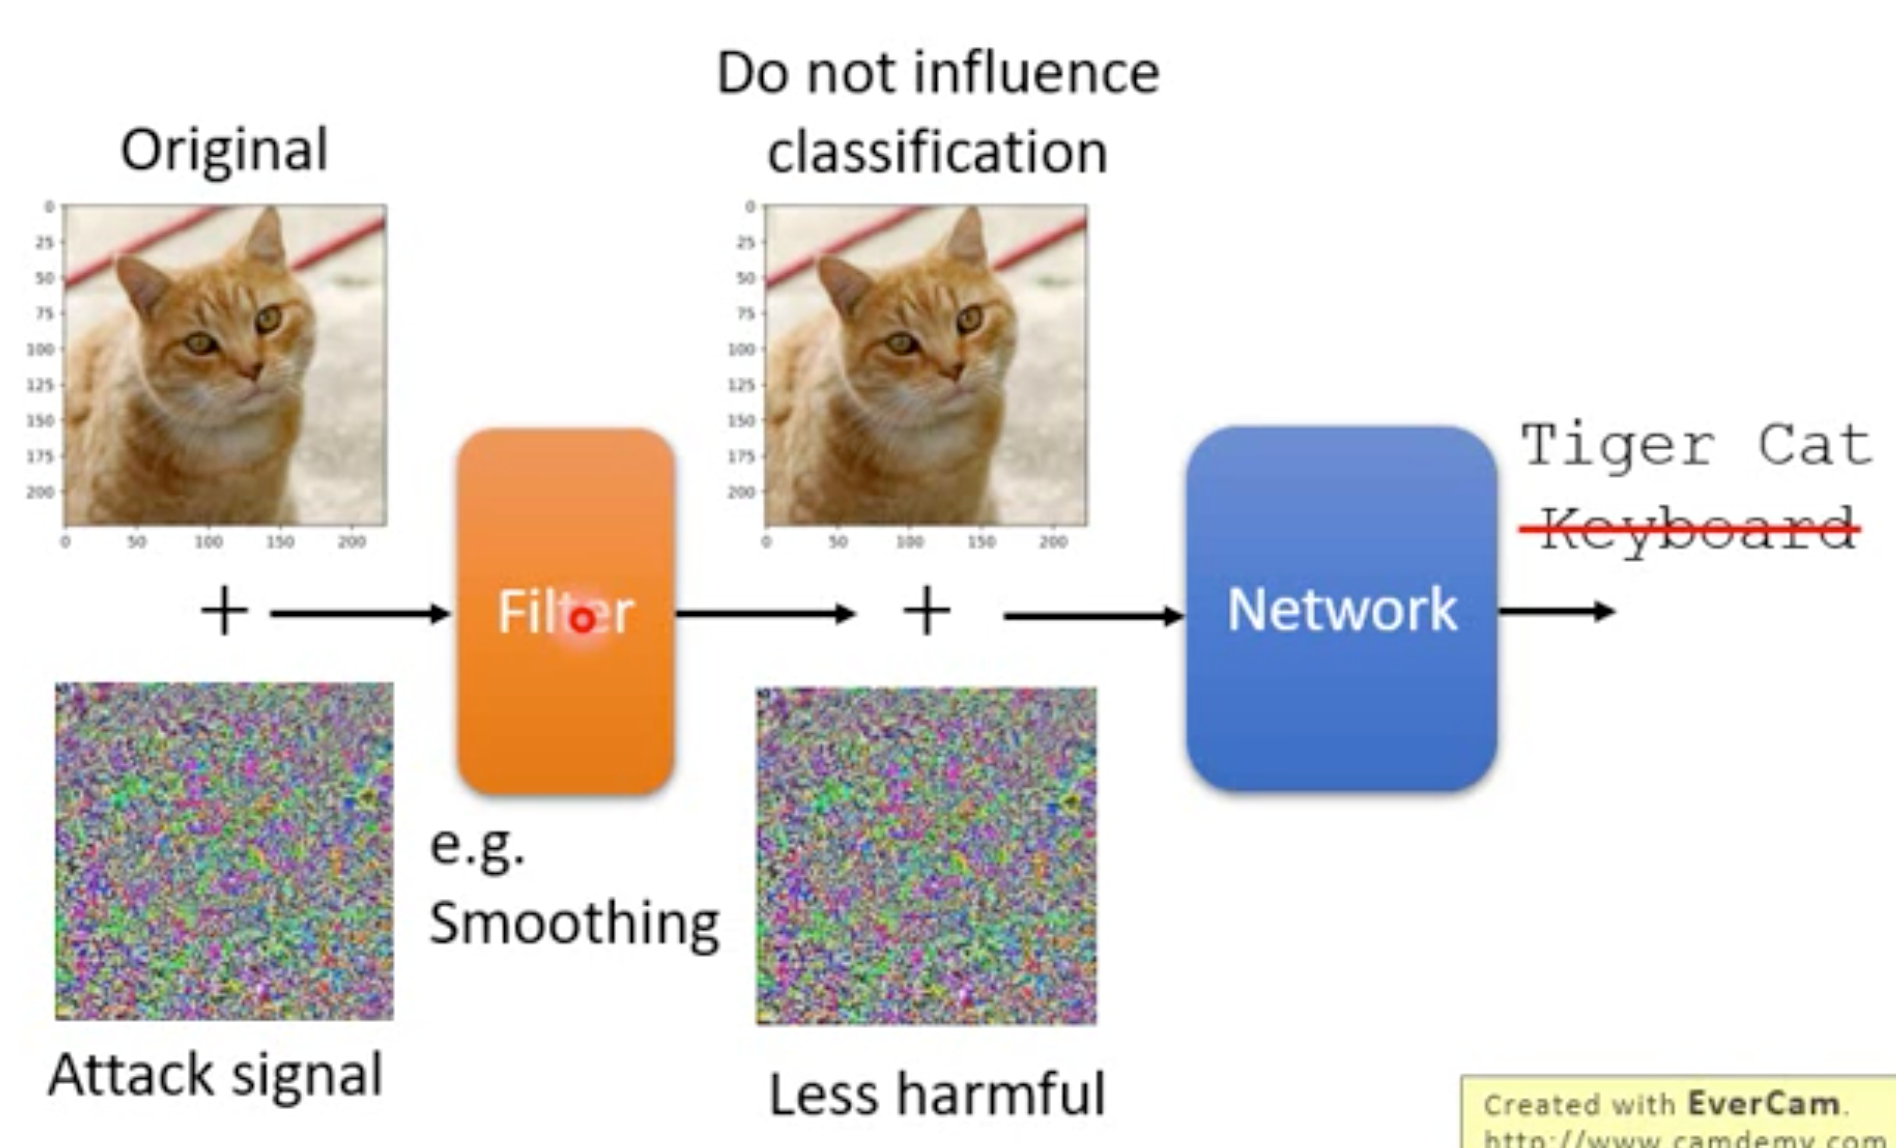 Do not influence
classification
Original
0
25
50
75
100
125
150
175
200
0 50 100 150 200
0
25
50
75
100
125
150
175
200
0 50 100 150 200
Filter
Network
Tiger Cat
Keyboard
+
+
e.g.
Smoothing
Attack signal
Less harmful
Created with EverCam.
http://www.camdemy.com